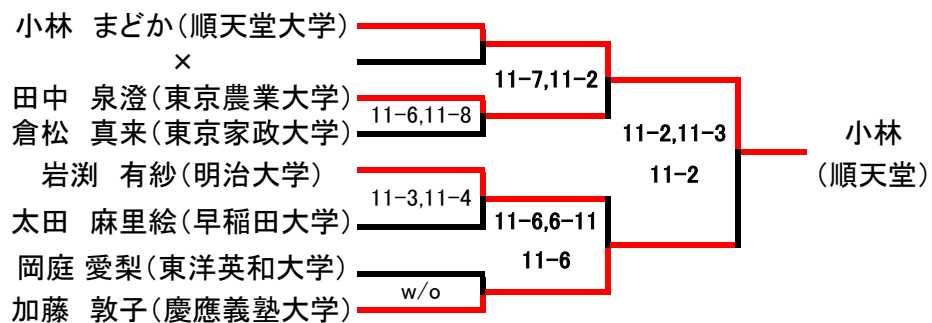 小林　まどか(順天堂大学)
×
田中　泉澄(東京農業大学)
倉松　真来(東京家政大学)
岩渕　有紗(明治大学)
太田　麻里絵(早稲田大学)
岡庭 愛梨(東洋英和大学)
加藤　敦子(慶應義塾大学)
11-6,11-8
11-3,11-4
w/o
11-7,11-2
11-6,6-11
11-6
11-2,11-3
11-2
小林
(順天堂)